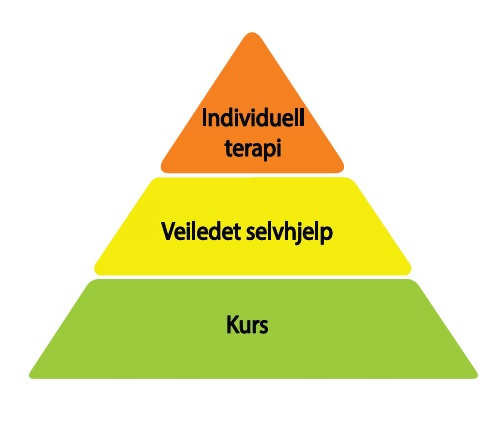 Individuell
terapi
Veiledet selvhjelp
Kurs